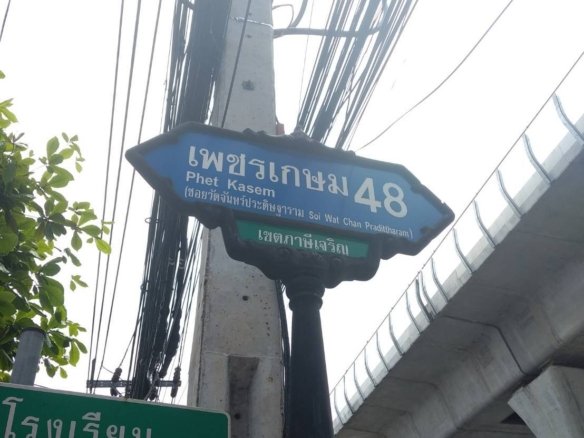 เพชรเกษม 48
Phet Kasem
(ซอยวัดจันทร์ประดิษฐาราม Soi Wat Chan Praditharam)
เขตภาษีเจริญ
โรงเรียน